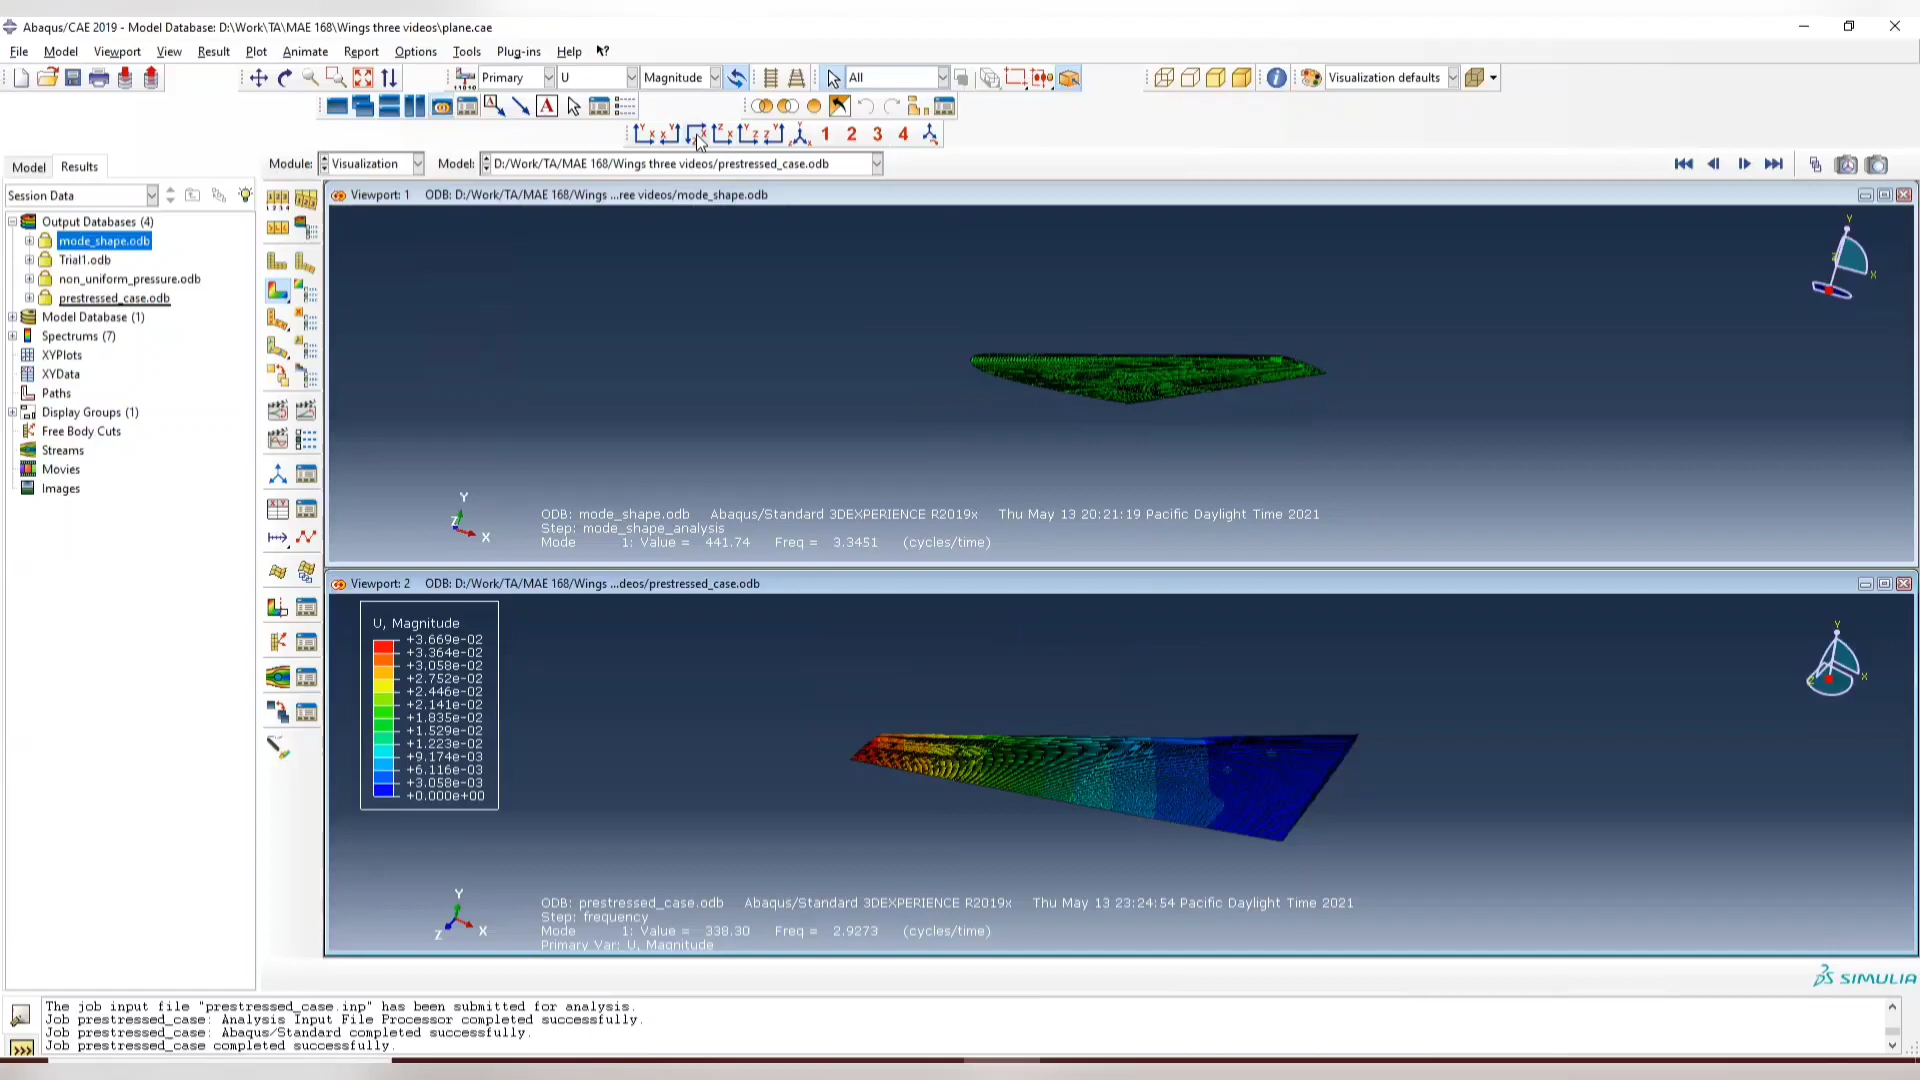 Abaqus/CAE 2019 - Model Database: D:\Work\TA\MAE 168\Wings three videos\plane.cae
File Model Viewport View Result Plot Animate Report Options Tools Plug-ins Help
Primary U Magnitude All Visualization defaults
1 2 3 4
Model Results Module: Visualization Model: D:/Work/TA/MAE 168/Wings three videos/prestressed_case.odb
Session Data
Output Databases (4)
mode_shape.odb
Trial1.odb
non_uniform_pressure.odb
prestressed_case.odb
Model Database (1)
Spectrums (7)
XYPlots
XYData
Paths
Display Groups (1)
Free Body Cuts
Streams
Movies
Images
Viewport: 1 ODB: D:/Work/TA/MAE 168/Wings ...ree videos/mode_shape.odb
Y
Z
X
Y
Z
X
ODB: mode_shape.odb Abaqus/Standard 3DEXPERIENCE R2019x Thu May 13 20:21:19 Pacific Daylight Time 2021
Step: mode_shape_analysis
Mode 1: Value = 441.74 Freq = 3.3451 (cycles/time)
Viewport: 2 ODB: D:/Work/TA/MAE 168/Wings ...deos/prestressed_case.odb
U, Magnitude
+3.669e-02
+3.364e-02
+3.058e-02
+2.752e-02
+2.446e-02
+2.141e-02
+1.835e-02
+1.529e-02
+1.223e-02
+9.174e-03
+6.116e-03
+3.058e-03
+0.000e+00
Y
Z
X
Y
Z
X
ODB: prestressed_case.odb Abaqus/Standard 3DEXPERIENCE R2019x Thu May 13 23:24:54 Pacific Daylight Time 2021
Step: frequency
Mode 1: Value = 338.30 Freq = 2.9273 (cycles/time)
Primary Var: U, Magnitude
SIMULIA
The job input file "prestressed_case.inp" has been submitted for analysis.
Job prestressed_case: Analysis Input File Processor completed successfully.
Job prestressed_case: Abaqus/Standard completed successfully.
Job prestressed_case completed successfully.